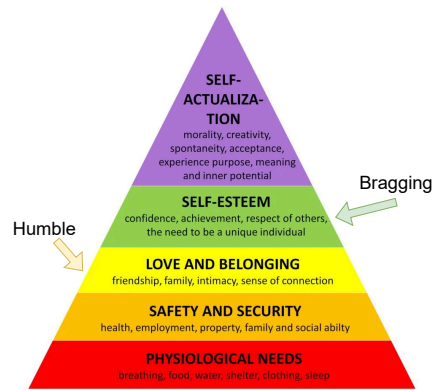 SELF-
ACTUALIZA-
TION
morality, creativity,
spontaneity, acceptance,
experience purpose, meaning
and inner potential
Bragging
SELF-ESTEEM
confidence, achievement, respect of others,
the need to be a unique individual
Humble
LOVE AND BELONGING
friendship, family, intimacy, sense of connection
SAFETY AND SECURITY
health, employment, property, family and social abilty
PHYSIOLOGICAL NEEDS
breathing, food, water, shelter, clothing, sleep